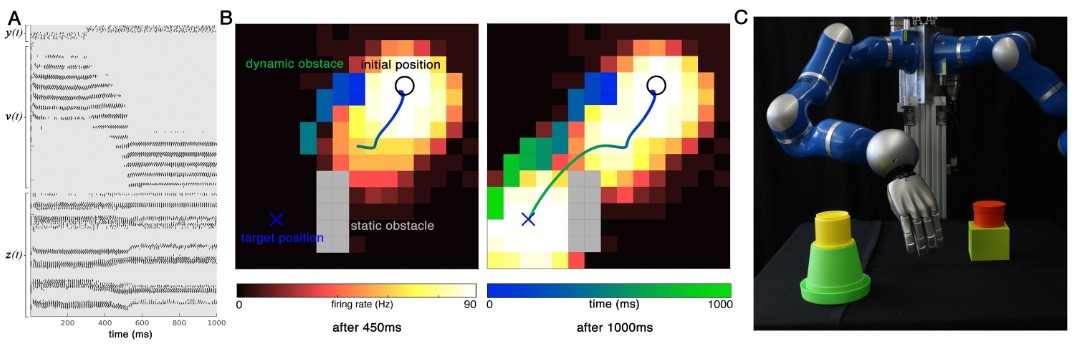 A
y(t)
v(t)
z(t)
200 400 600 800 1000
time (ms)
B
dynamic obstace
initial position
target position
static obstacle
0 firing rate (Hz) 90
after 450ms
0 time (ms) 1000
after 1000ms
C